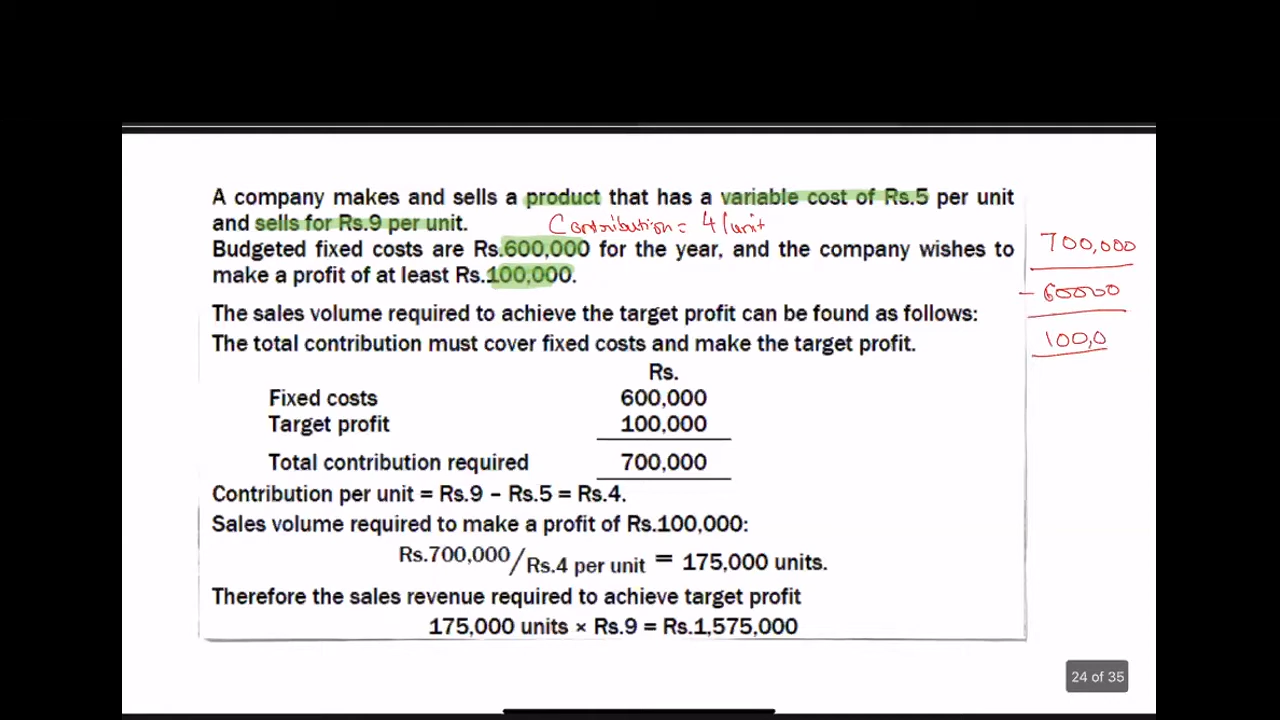 A company makes and sells a product that has a variable cost of Rs.5 per unit
and sells for Rs.9 per unit.
Contribution = 4/unit
Budgeted fixed costs are Rs.600,000 for the year, and the company wishes to
make a profit of at least Rs.100,000.
700,000
- 600000
100,0
The sales volume required to achieve the target profit can be found as follows:
The total contribution must cover fixed costs and make the target profit.
Rs.
Fixed costs 600,000
Target profit 100,000
Total contribution required 700,000
Contribution per unit = Rs.9 – Rs.5 = Rs.4.
Sales volume required to make a profit of Rs.100,000:
Rs.700,000/Rs.4 per unit = 175,000 units.
Therefore the sales revenue required to achieve target profit
175,000 units × Rs.9 = Rs.1,575,000
24 of 35